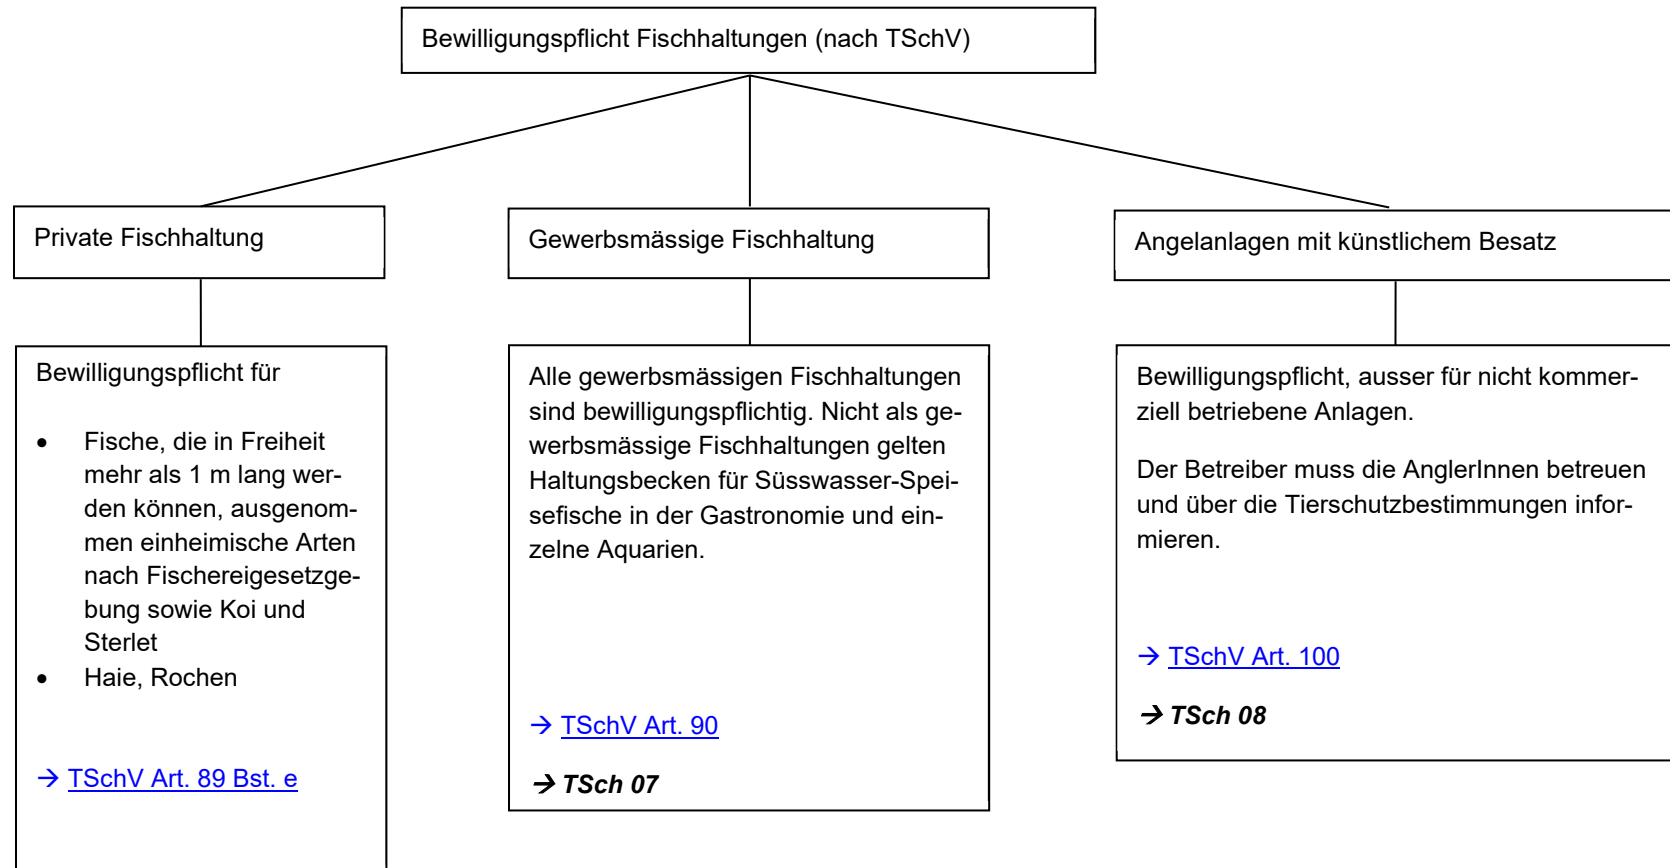 Bewilligungspflicht Fischhaltungen (nach TSchV)
Private Fischhaltung
Bewilligungspflicht für
• Fische, die in Freiheit
mehr als 1 m lang wer-
den können, ausgenom-
men einheimische Arten
nach Fischereigesetzge-
bung sowie Koi und
Sterlet
• Haie, Rochen
→ TSchV Art. 89 Bst. e
Gewerbsmässige Fischhaltung
Alle gewerbsmässigen Fischhaltungen
sind bewilligungspflichtig. Nicht als ge-
werbsmässige Fischhaltungen gelten
Haltungsbecken für Süsswasser-Spei-
sefische in der Gastronomie und ein-
zelne Aquarien.
→ TSchV Art. 90
→ TSch 07
Angelanlagen mit künstlichem Besatz
Bewilligungspflicht, ausser für nicht kommer-
ziell betriebene Anlagen.
Der Betreiber muss die AnglerInnen betreuen
und über die Tierschutzbestimmungen infor-
mieren.
→ TSchV Art. 100
→ TSch 08